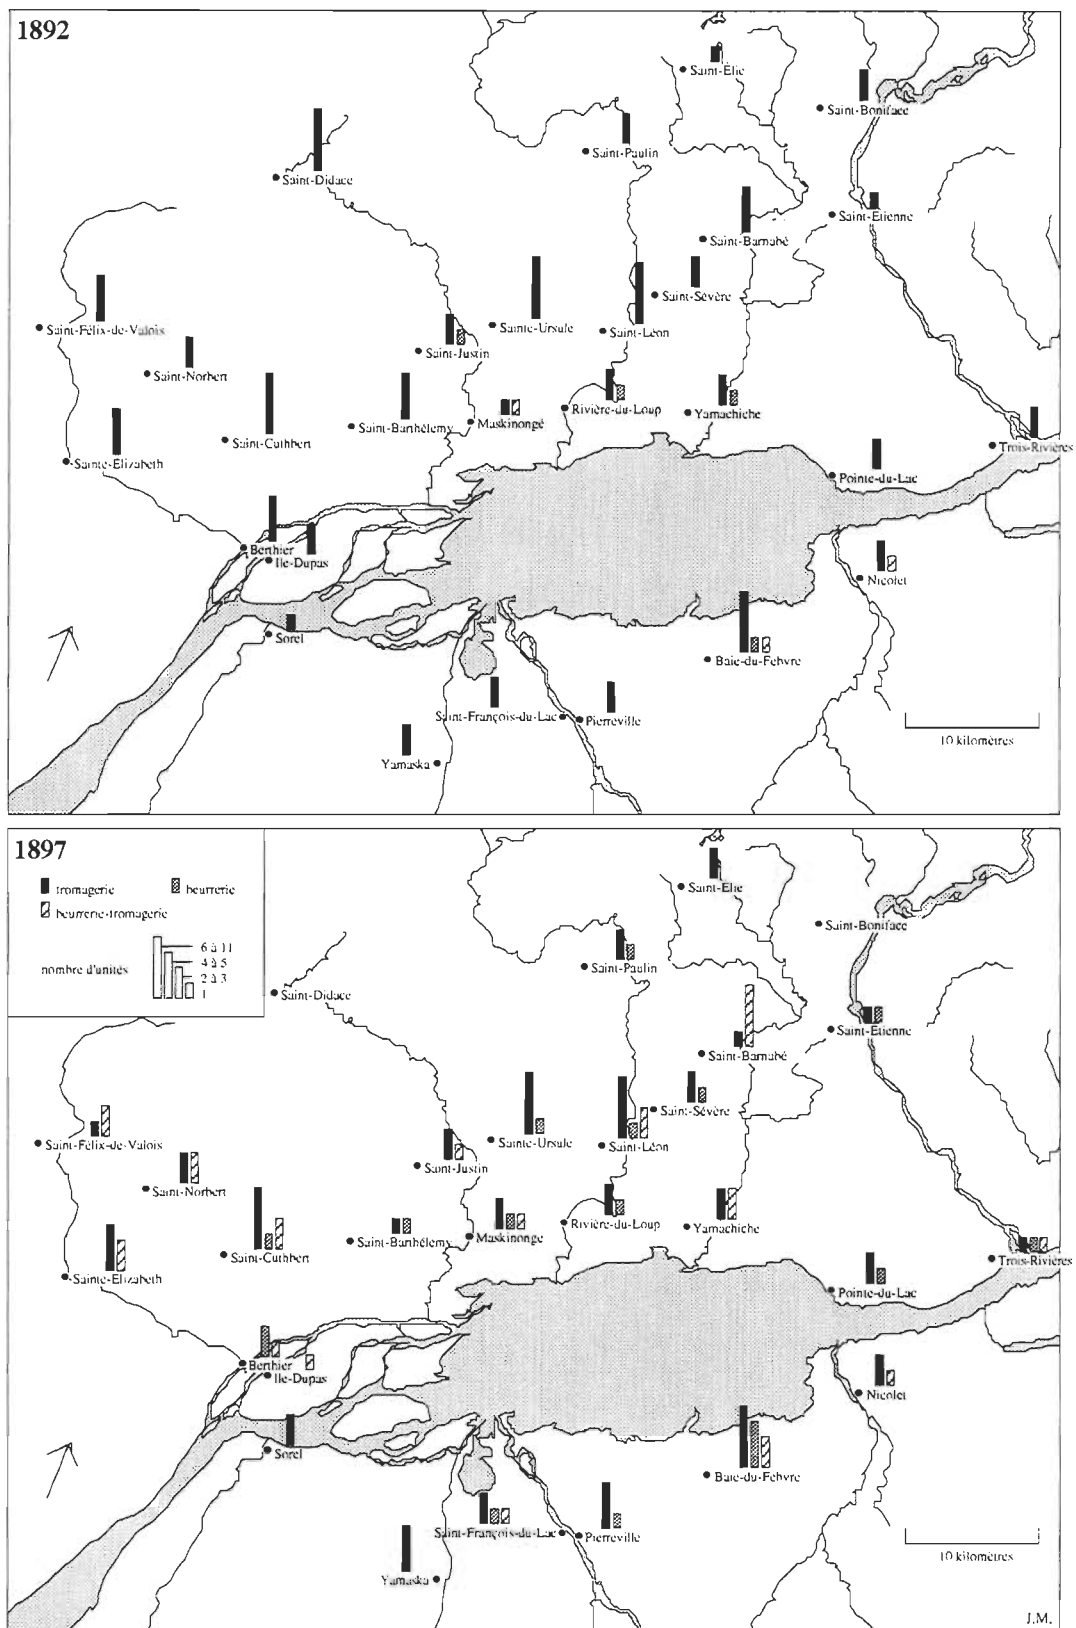 1892
Saint-Élie
Saint-Boniface
Saint-Paulin
Saint-Didace
Saint-Étienne
Saint-Barnabé
Saint-Sévère
Saint-Félix-de-Valois
Sainte-Ursule
Saint-Léon
Saint-Justin
Saint-Norbert
Rivière-du-Loup
Yamachiche
Maskinongé
Saint-Barthélemy
Saint-Cuthbert
Trois-Rivières
Sainte-Élizabeth
Pointe-du-Lac
Berthier
Ile-Dupas
Nicolet
Sorel
Baie-du-Febvre
Saint-François-du-Lac
Pierreville
10 kilomètres
Yamaska
1897
fromagerie
beurrerie
beurrerie-fromagerie
nombre d'unités
6 à 11
4 à 5
2 à 3
1
Saint-Élie
Saint-Boniface
Saint-Paulin
Saint-Didace
Saint-Étienne
Saint-Barnabé
Saint-Sévère
Saint-Félix-de-Valois
Sainte-Ursule
Saint-Léon
Saint-Justin
Saint-Norbert
Rivière-du-Loup
Yamachiche
Maskinongé
Saint-Barthélemy
Saint-Cuthbert
Trois-Rivières
Sainte-Élizabeth
Pointe-du-Lac
Berthier
Ile-Dupas
Nicolet
Sorel
Baie-du-Febvre
Saint-François-du-Lac
Pierreville
10 kilomètres
Yamaska
J.M.